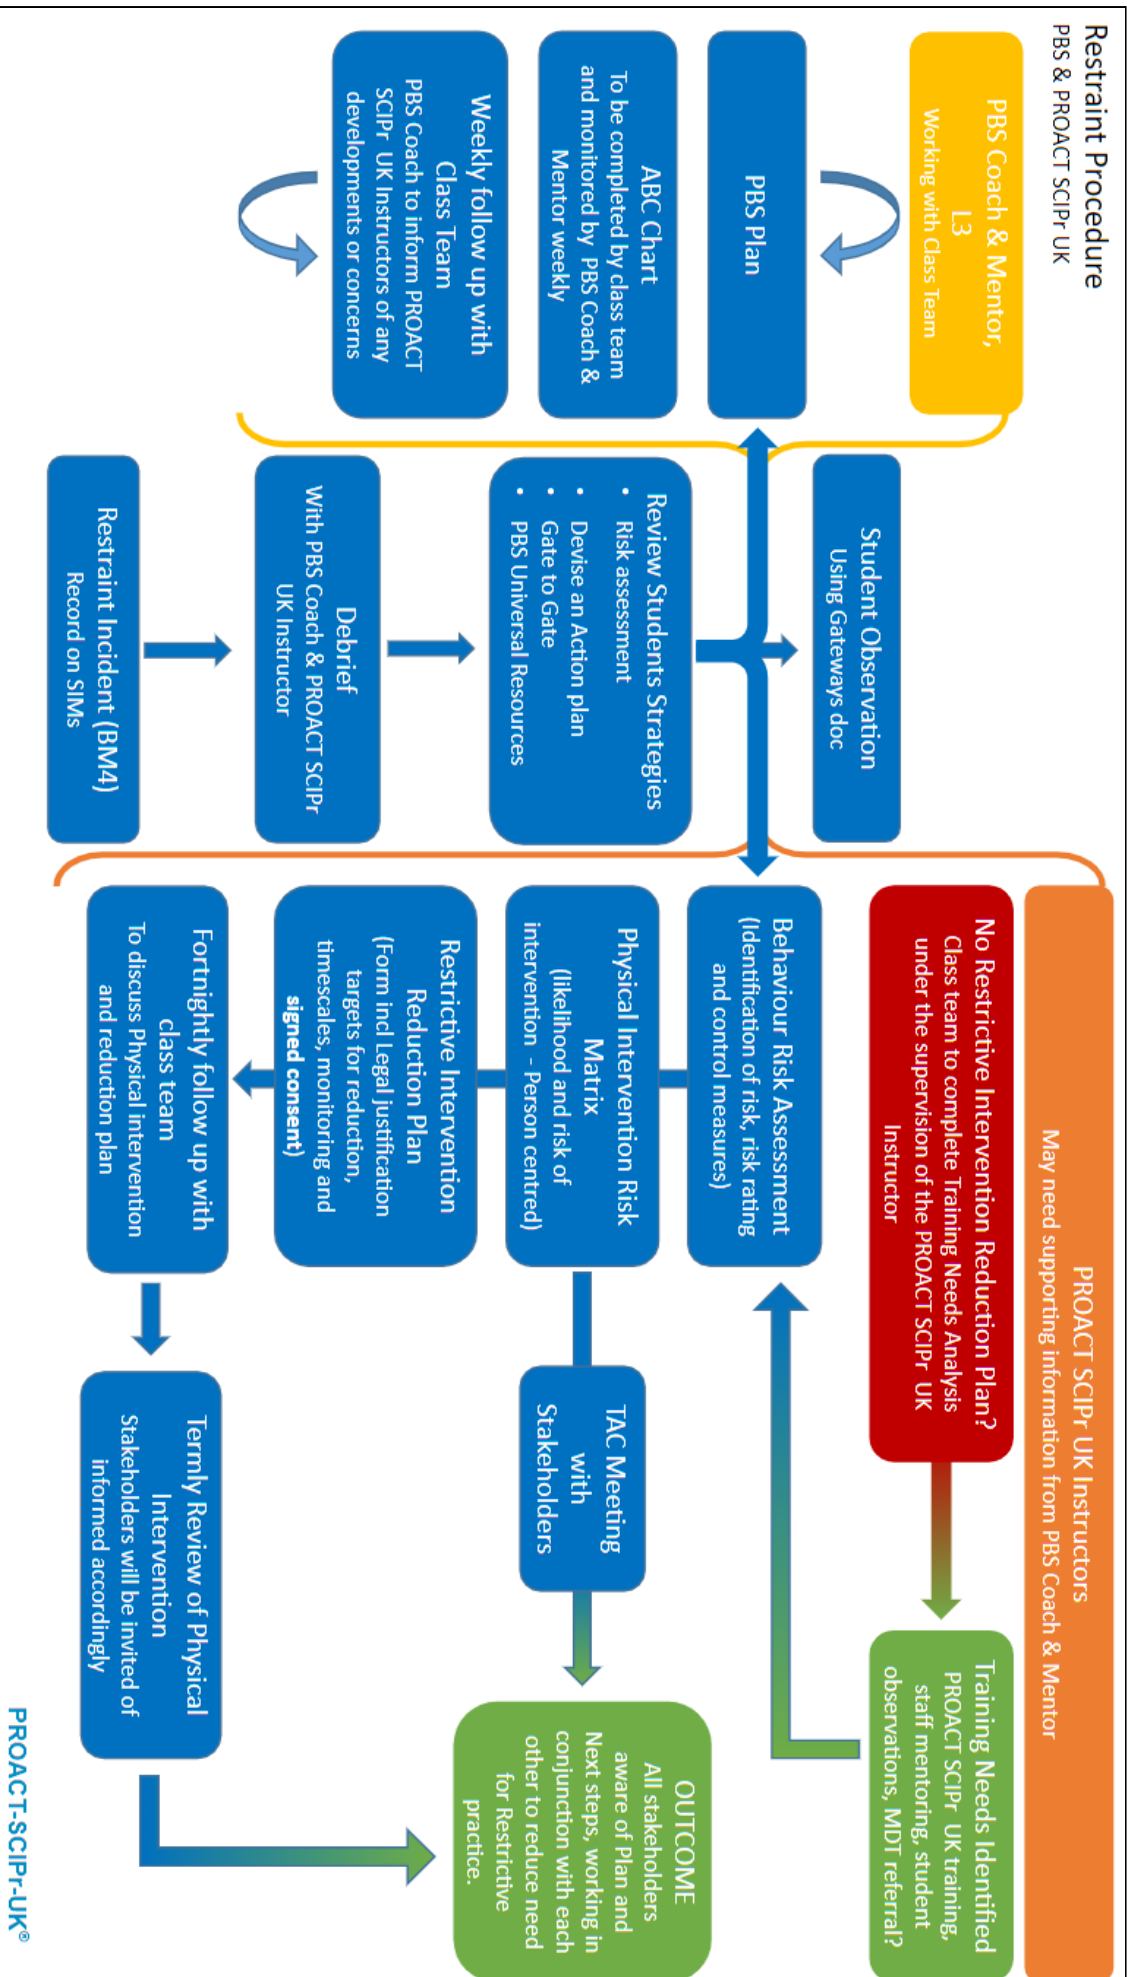 Restraint Procedure
PBS & PROACT SCIPr UK
PBS Coach & Mentor,
L3
Working with Class Team
PBS Plan
ABC Chart
To be completed by class team
and monitored by PBS Coach &
Mentor weekly
Weekly follow up with
Class Team
PBS Coach to inform PROACT
SCIPr UK Instructors of any
developments or concerns
Student Observation
Using Gateways doc
Review Students Strategies
• Risk assessment
• Devise an Action plan
• Gate to Gate
• PBS Universal Resources
Debrief
With PBS Coach & PROACT SCIPr
UK Instructor
Restraint Incident (BM4)
Record on SIMs
PROACT SCIPr UK Instructors
May need supporting information from PBS Coach & Mentor
No Restrictive Intervention Reduction Plan?
Class team to complete Training Needs Analysis
under the supervision of the PROACT SCIPr UK
Instructor
Training Needs Identified
PROACT SCIPr UK training,
staff mentoring, student
observations, MDT referral?
Behaviour Risk Assessment
(Identification of risk, risk rating
and control measures)
Physical Intervention Risk
Matrix
(likelihood and risk of
intervention - Person centred)
Restrictive Intervention
Reduction Plan
(Form incl Legal justification
targets for reduction,
timescales, monitoring and
signed consent)
Fortnightly follow up with
class team
To discuss Physical intervention
and reduction plan
TAC Meeting
with
Stakeholders
Termly Review of Physical
Intervention
Stakeholders will be invited of
informed accordingly
OUTCOME
All stakeholders
aware of Plan and
Next steps, working in
conjunction with each
other to reduce need
for Restrictive
practice.
PROACT-SCIPr-UK®